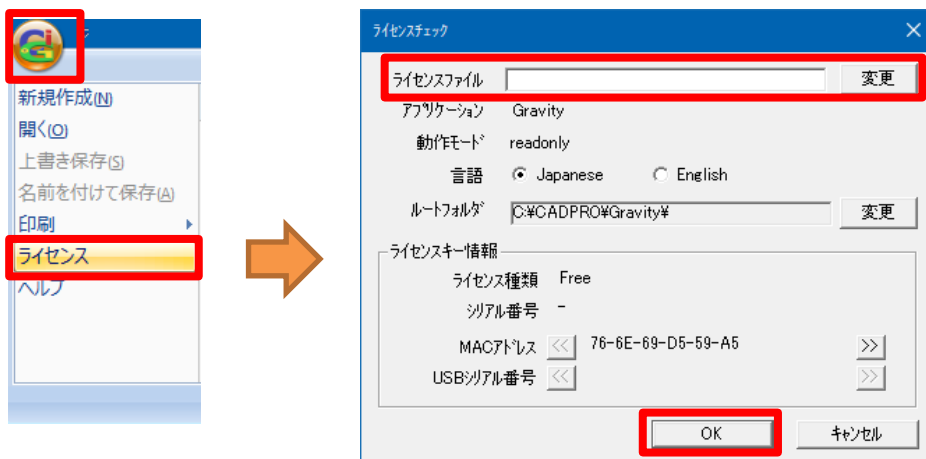 新規作成(N)
開く(O)
上書き保存(S)
名前を付けて保存(A)
印刷
ライセンス
ヘルプ
ライセンスチェック
ライセンスファイル 変更
アプリケーション Gravity
動作モード readonly
言語 Japanese English
ルートフォルダ C:¥CADPRO¥Gravity¥ 変更
ライセンスキー情報
ライセンス種類 Free
シリアル番号 -
MACアドレス << 76-6E-69-D5-59-A5 >>
USBシリアル番号 << >>
OK キャンセル